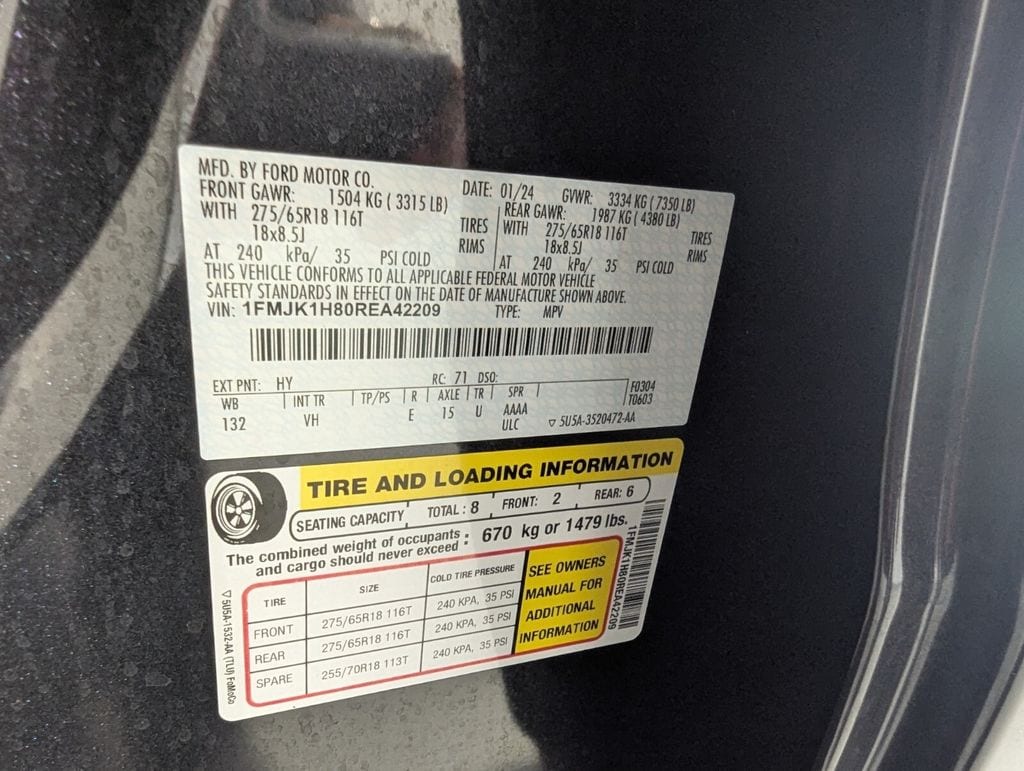 MFD. BY FORD MOTOR CO.
DATE: 01/24 GVWR: 3334 KG ( 7350 LB)
FRONT GAWR: 1504 KG ( 3315 LB) REAR GAWR: 1987 KG ( 4380 LB)
WITH 275/65R18 116T TIRES WITH 275/65R18 116T TIRES
18x8.5J RIMS 18x8.5J RIMS
AT 240 kPa/ 35 PSI COLD AT 240 kPa/ 35 PSI COLD
THIS VEHICLE CONFORMS TO ALL APPLICABLE FEDERAL MOTOR VEHICLE
SAFETY STANDARDS IN EFFECT ON THE DATE OF MANUFACTURE SHOWN ABOVE.
VIN: 1FMJK1H80REA42209 TYPE: MPV
EXT PNT: HY RC: 71 DSO: F0304
WB INT TR TP/PS R AXLE TR SPR T0603
132 VH E 15 U AAAA
ULC 5U5A-3520472-AA
TIRE AND LOADING INFORMATION
SEATING CAPACITY TOTAL : 8 FRONT: 2 REAR: 6
The combined weight of occupants and cargo should never exceed : 670 kg or 1479 lbs.
TIRE SIZE COLD TIRE PRESSURE
FRONT 275/65R18 116T 240 KPA, 35 PSI
REAR 275/65R18 116T 240 KPA, 35 PSI
SPARE 255/70R18 113T 240 KPA, 35 PSI
SEE OWNERS
MANUAL FOR
ADDITIONAL
INFORMATION
1FMJK1H80REA42209
5U5A-1532-AA (TLU) FoMoCo